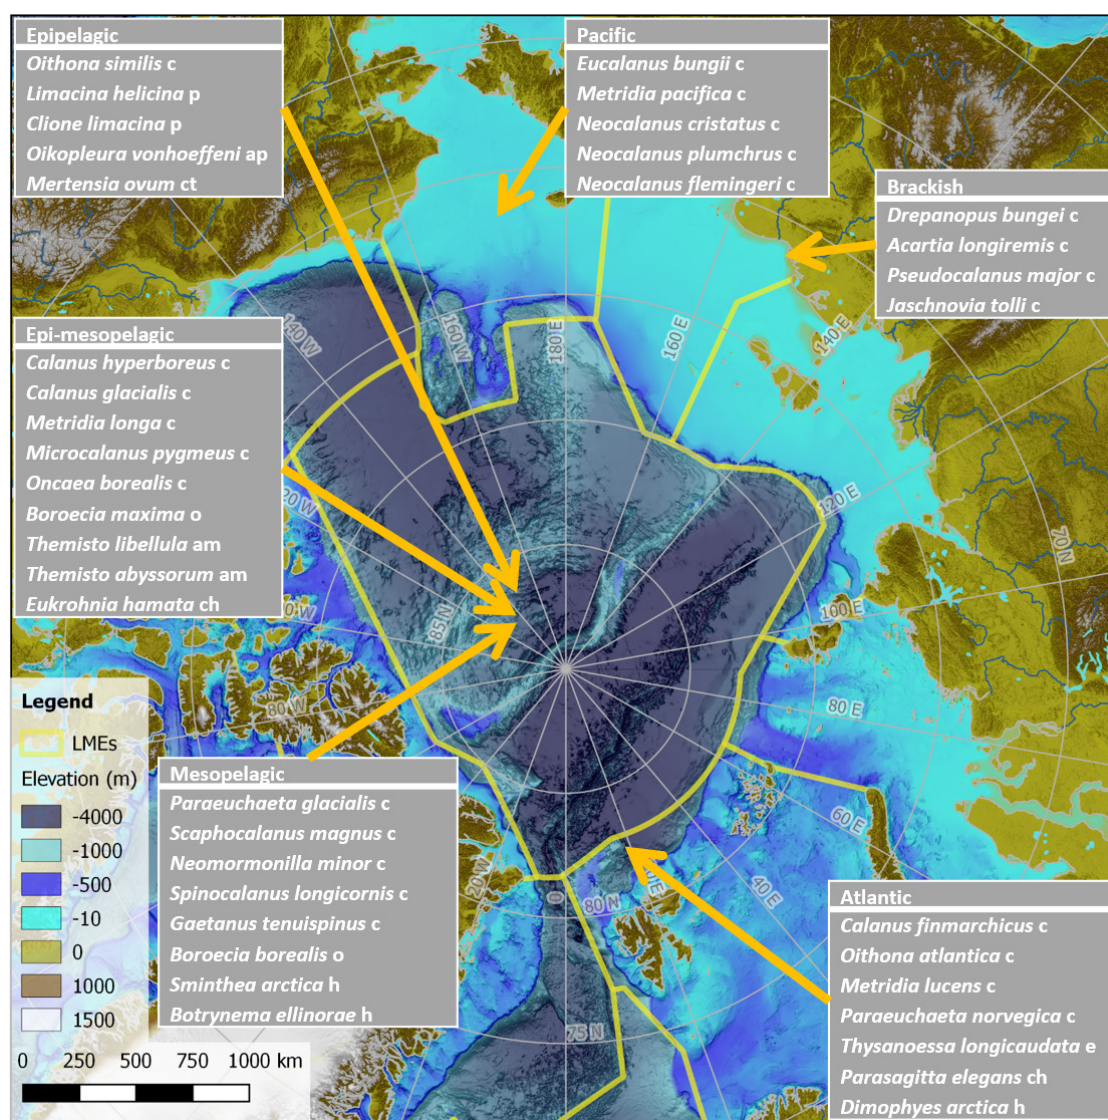 Epipelagic
Oithona similis c
Limacina helicina p
Clione limacina p
Oikopleura vonhoeffeni ap
Mertensia ovum ct
Pacific
Eucalanus bungii c
Metridia pacifica c
Neocalanus cristatus c
Neocalanus plumchrus c
Neocalanus flemingeri c
Brackish
Drepanopus bungei c
Acartia longiremis c
Pseudocalanus major c
Jaschnovia tolli c
Epi-mesopelagic
Calanus hyperboreus c
Calanus glacialis c
Metridia longa c
Microcalanus pygmeus c
Oncaea borealis c
Boroecia maxima o
Themisto libellula am
Themisto abyssorum am
Eukrohnia hamata ch
140 W
160 W
180 E
160 E
140 E
120 E
100 E
80 E
60 E
40 E
0
20 W
80 W
85 N
80 N
75 N
70 N
Legend
LMEs
Elevation (m)
-4000
-1000
-500
-10
0
1000
1500
0 250 500 750 1000 km
Mesopelagic
Paraeuchaeta glacialis c
Scaphocalanus magnus c
Neomormonilla minor c
Spinocalanus longicornis c
Gaetanus tenuispinus c
Boroecia borealis o
Sminthea arctica h
Botrynema ellinorae h
Atlantic
Calanus finmarchicus c
Oithona atlantica c
Metridia lucens c
Paraeuchaeta norvegica c
Thysanoessa longicaudata e
Parasagitta elegans ch
Dimophyes arctica h